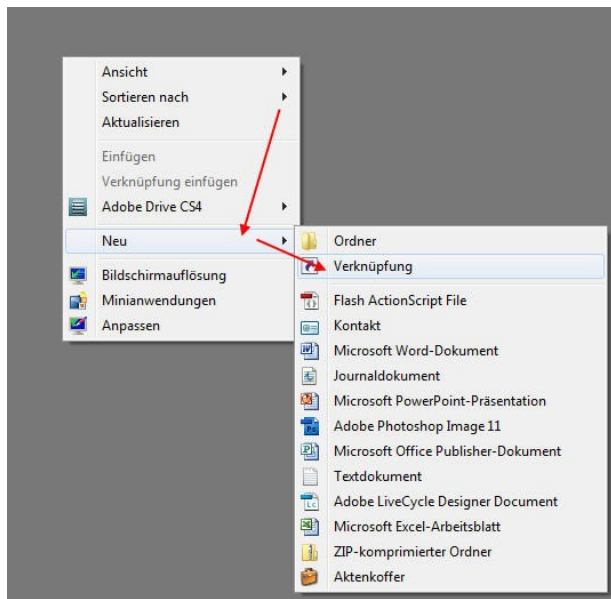 Ansicht
Sortieren nach
Aktualisieren
Einfügen
Verknüpfung einfügen
Adobe Drive CS4
Neu
Bildschirmauflösung
Minianwendungen
Anpassen
Ordner
Verknüpfung
Flash ActionScript File
Kontakt
Microsoft Word-Dokument
Journaldokument
Microsoft PowerPoint-Präsentation
Adobe Photoshop Image 11
Microsoft Office Publisher-Dokument
Textdokument
Adobe LiveCycle Designer Document
Microsoft Excel-Arbeitsblatt
ZIP-komprimierter Ordner
Aktenkoffer